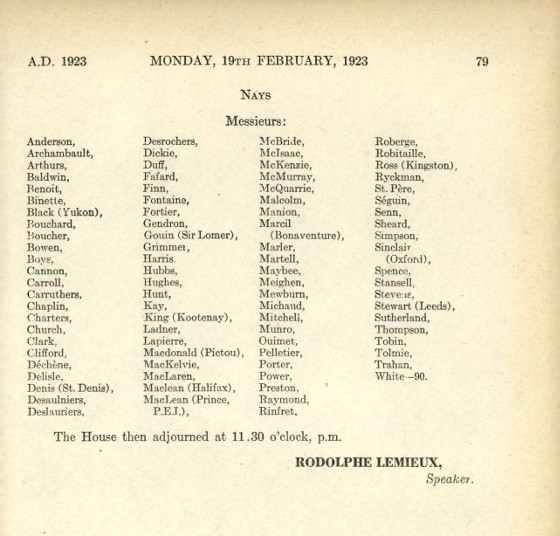 A.D. 1923 MONDAY, 19TH FEBRUARY, 1923 79
NAYS
Messieurs:
Anderson,
Archambault,
Arthurs,
Baldwin,
Benoit,
Binette,
Black (Yukon),
Bouchard,
Boucher,
Bowen,
Boys,
Cannon,
Carroll,
Carruthers,
Chaplin,
Charters,
Church,
Clark,
Clifford,
Déchène,
Delisle,
Denis (St. Denis),
Desaulniers,
Deslauriers,
Desrochers,
Dickie,
Duff,
Fafard,
Finn,
Fontaine,
Fortier,
Gendron,
Gouin (Sir Lomer),
Grimmer,
Harris.
Hubbs,
Hughes,
Hunt,
Kay,
King (Kootenay),
Ladner,
Lapierre,
Macdonald (Pictou),
MacKelvie,
MacLaren,
Maclean (Halifax),
MacLean (Prince,
P.E.I.),
McBride,
McIsaac,
McKenzie,
McMurray,
McQuarrie,
Malcolm,
Manion,
Marcil
(Bonaventure),
Marler,
Martell,
Maybee,
Meighen,
Mewburn,
Michaud,
Mitchell,
Munro,
Ouimet,
Pelletier,
Porter,
Power,
Preston,
Raymond,
Rinfret,
Roberge,
Robitaille,
Ross (Kingston),
Ryckman,
St. Père,
Séguin,
Senn,
Sheard,
Simpson,
Sinclair
(Oxford),
Spence,
Stansell,
Stevens,
Stewart (Leeds),
Sutherland,
Thompson,
Tobin,
Tolmie,
Trahan,
White—90.
The House then adjourned at 11.30 o'clock, p.m.
RODOLPHE LEMIEUX,
Speaker.